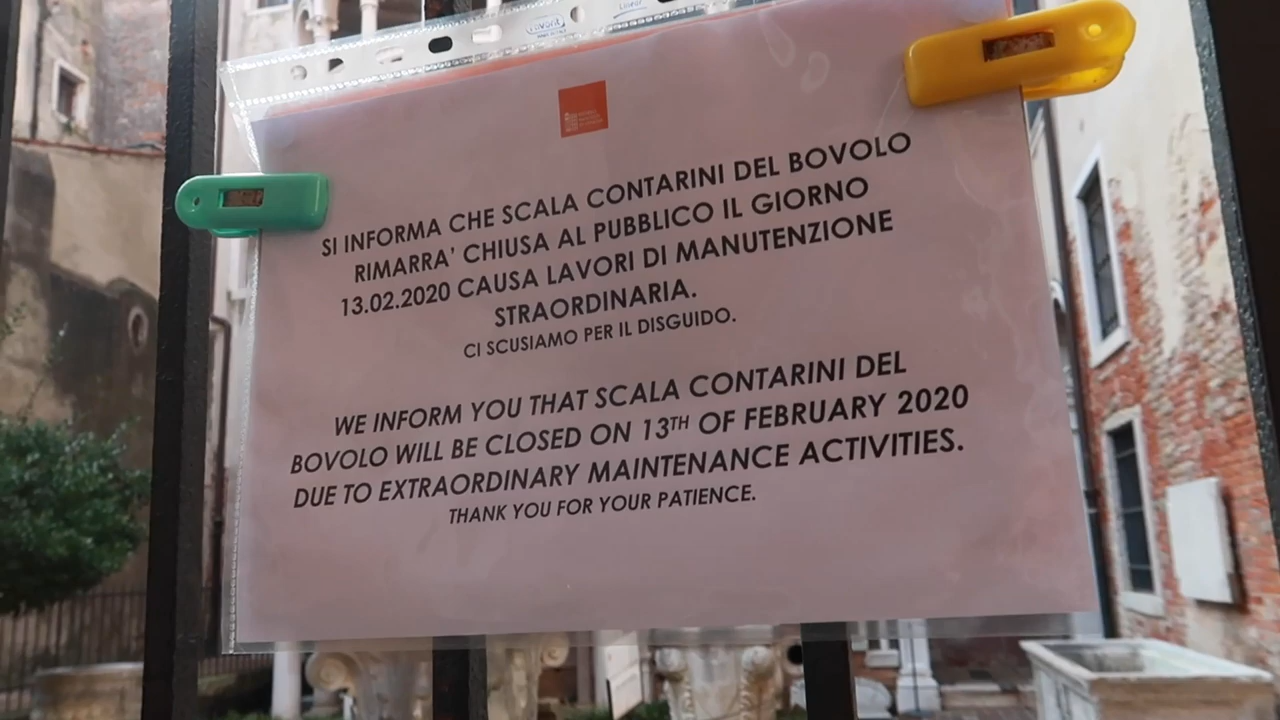 Favorit
Linear
SI INFORMA CHE SCALA CONTARINI DEL BOVOLO
RIMARRA' CHIUSA AL PUBBLICO IL GIORNO
13.02.2020 CAUSA LAVORI DI MANUTENZIONE
STRAORDINARIA.
CI SCUSIAMO PER IL DISGUIDO.
WE INFORM YOU THAT SCALA CONTARINI DEL
BOVOLO WILL BE CLOSED ON 13TH OF FEBRUARY 2020
DUE TO EXTRAORDINARY MAINTENANCE ACTIVITIES.
THANK YOU FOR YOUR PATIENCE.